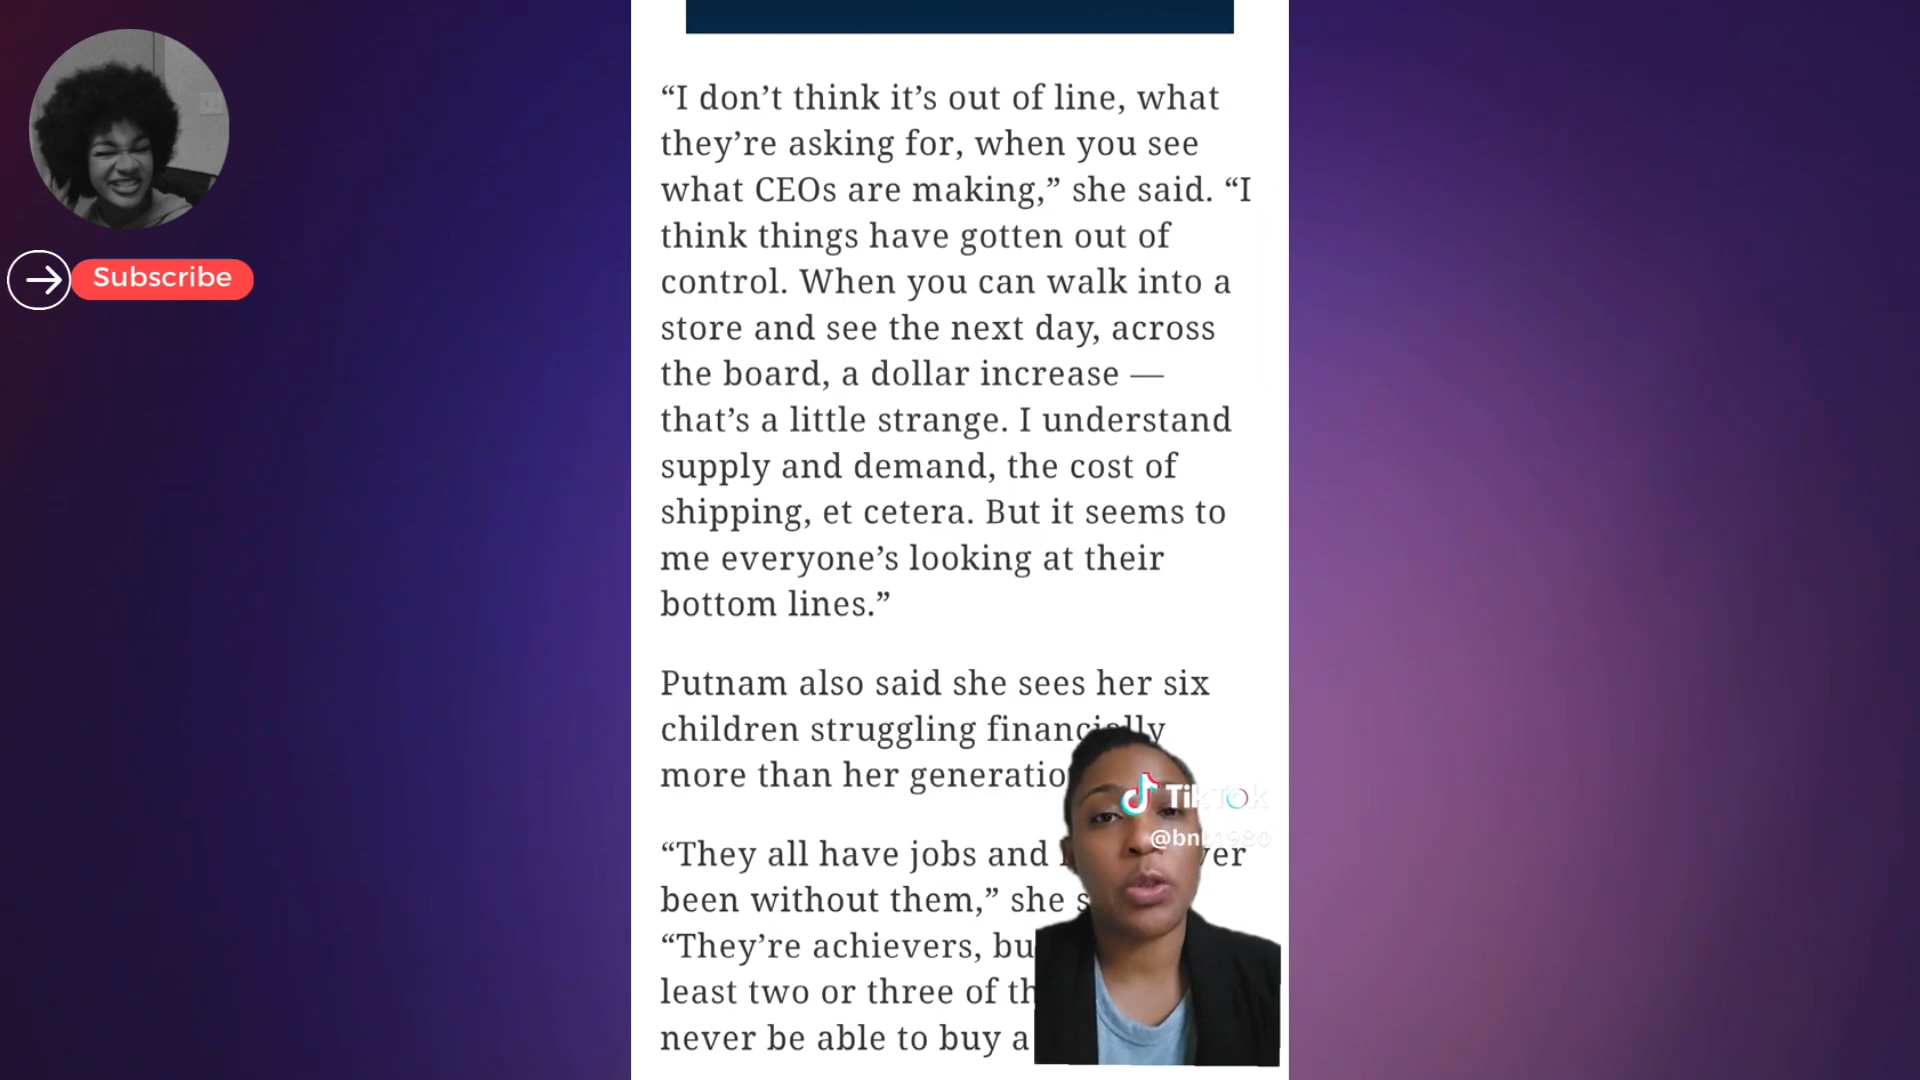 Subscribe
“I don’t think it’s out of line, what
they’re asking for, when you see
what CEOs are making,” she said. “I
think things have gotten out of
control. When you can walk into a
store and see the next day, across
the board, a dollar increase —
that’s a little strange. I understand
supply and demand, the cost of
shipping, et cetera. But it seems to
me everyone’s looking at their
bottom lines.”
Putnam also said she sees her six
children struggling financially
more than her generatio
“They all have jobs and
been without them,” she s
“They’re achievers, bu
least two or three of th
never be able to buy a
TikTok